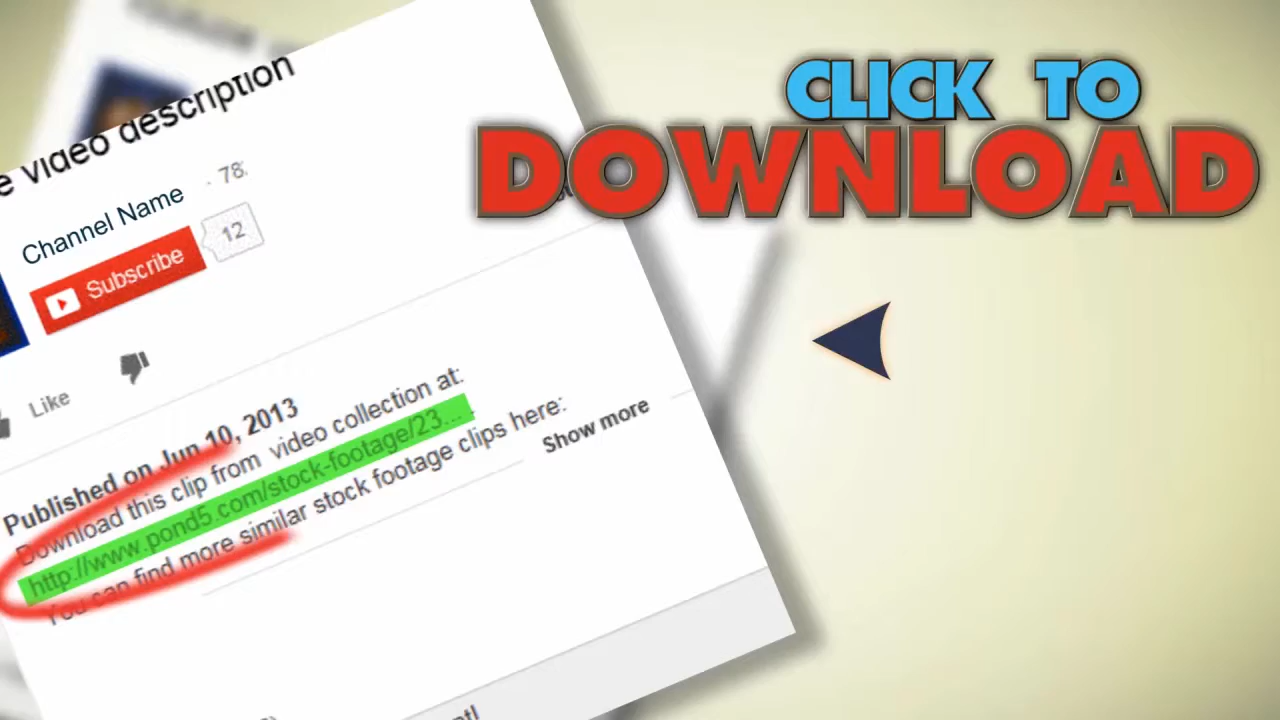 CLICK TO
DOWNLOAD
video description
Channel Name
78
Subscribe
12
Like
Published on Jun 10, 2013
Download this clip from video collection at:
http://www.pond5.com/stock-footage/23...
You can find more similar stock footage clips here:
Show more